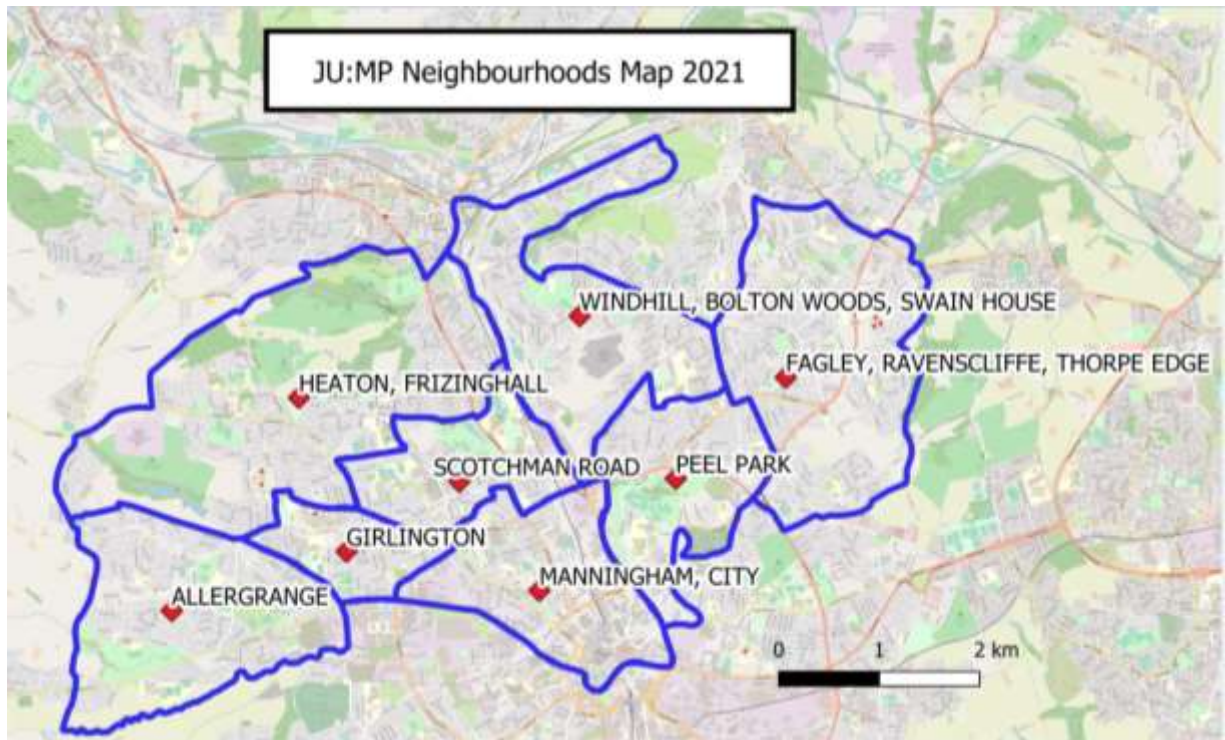 JU:MP Neighbourhoods Map 2021
WINDHILL, BOLTON WOODS, SWAIN HOUSE
FAGLEY, RAVENSCLIFFE, THORPE EDGE
HEATON, FRIZINGHALL
SCOTCHMAN ROAD
PEEL PARK
GIRLINGTON
MANNINGHAM, CITY
ALLERGRANGE
0 1 2 km